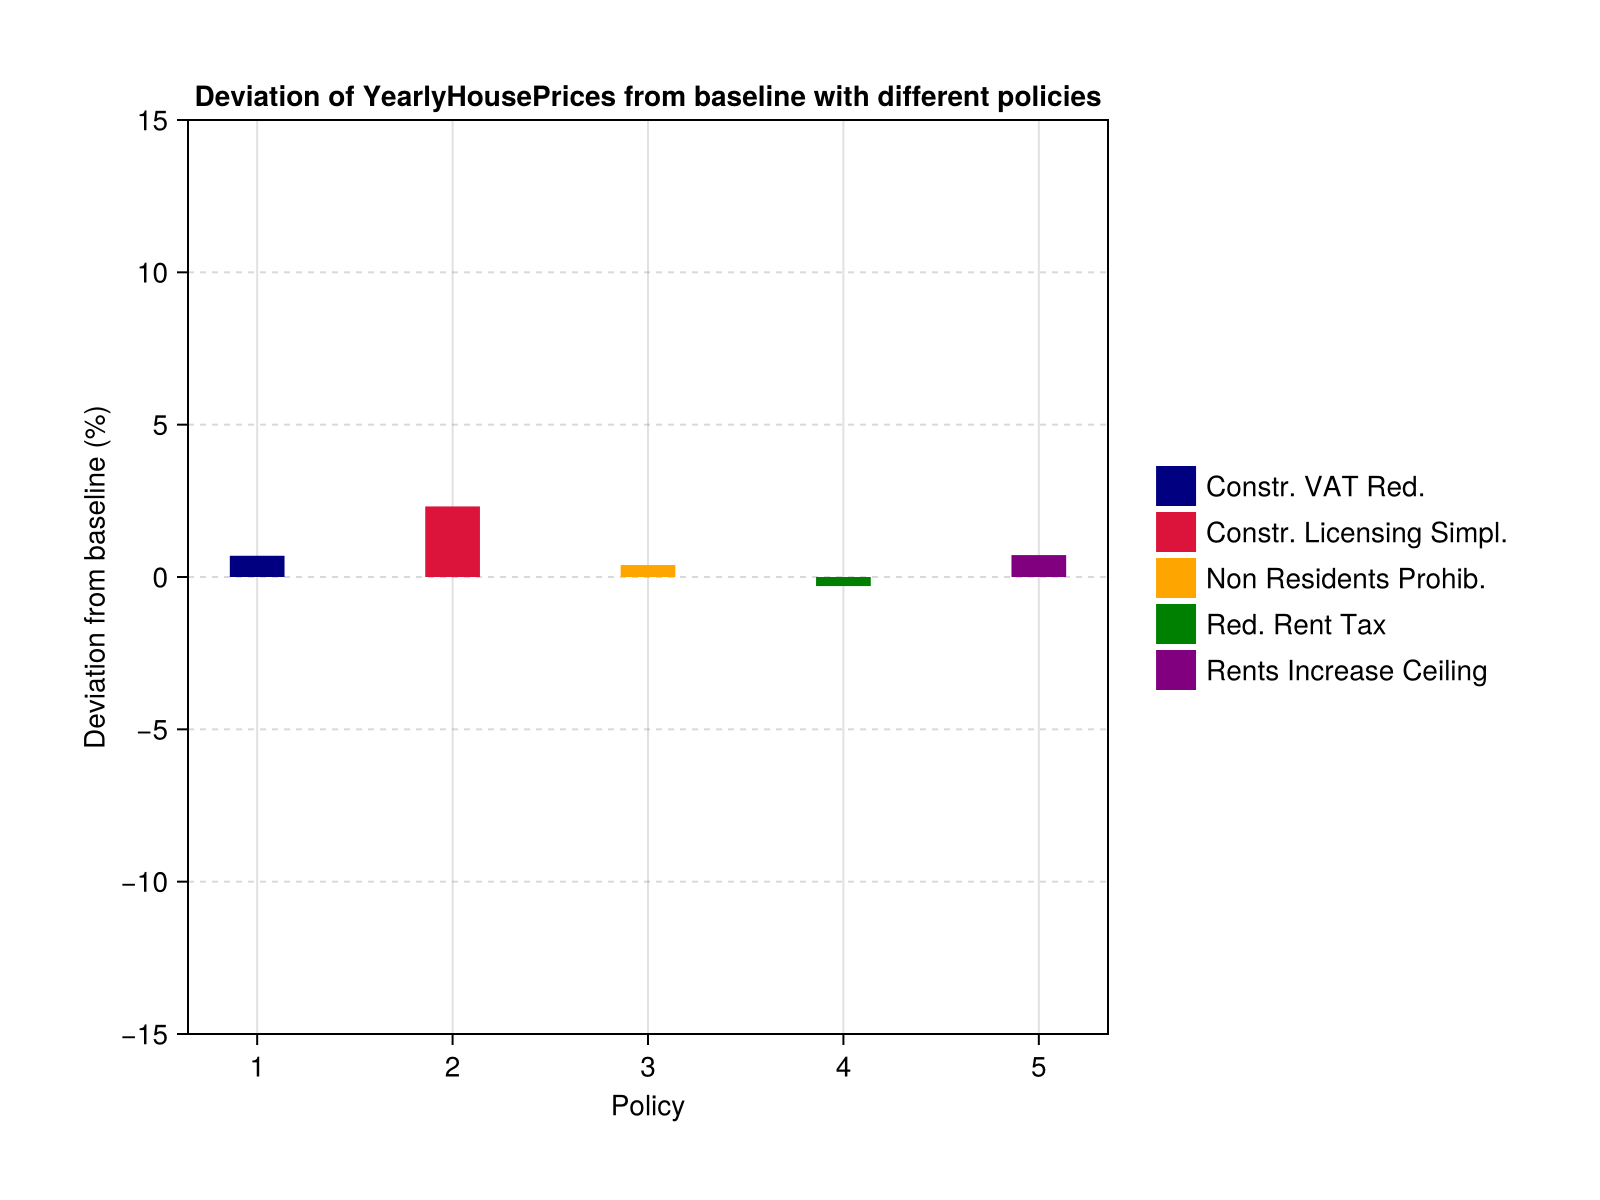 Deviation of YearlyHousePrices from baseline with different policies
15
10
5
0
−5
−10
−15
Deviation from baseline (%)
1 2 3 4 5
Policy
Constr. VAT Red.
Constr. Licensing Simpl.
Non Residents Prohib.
Red. Rent Tax
Rents Increase Ceiling